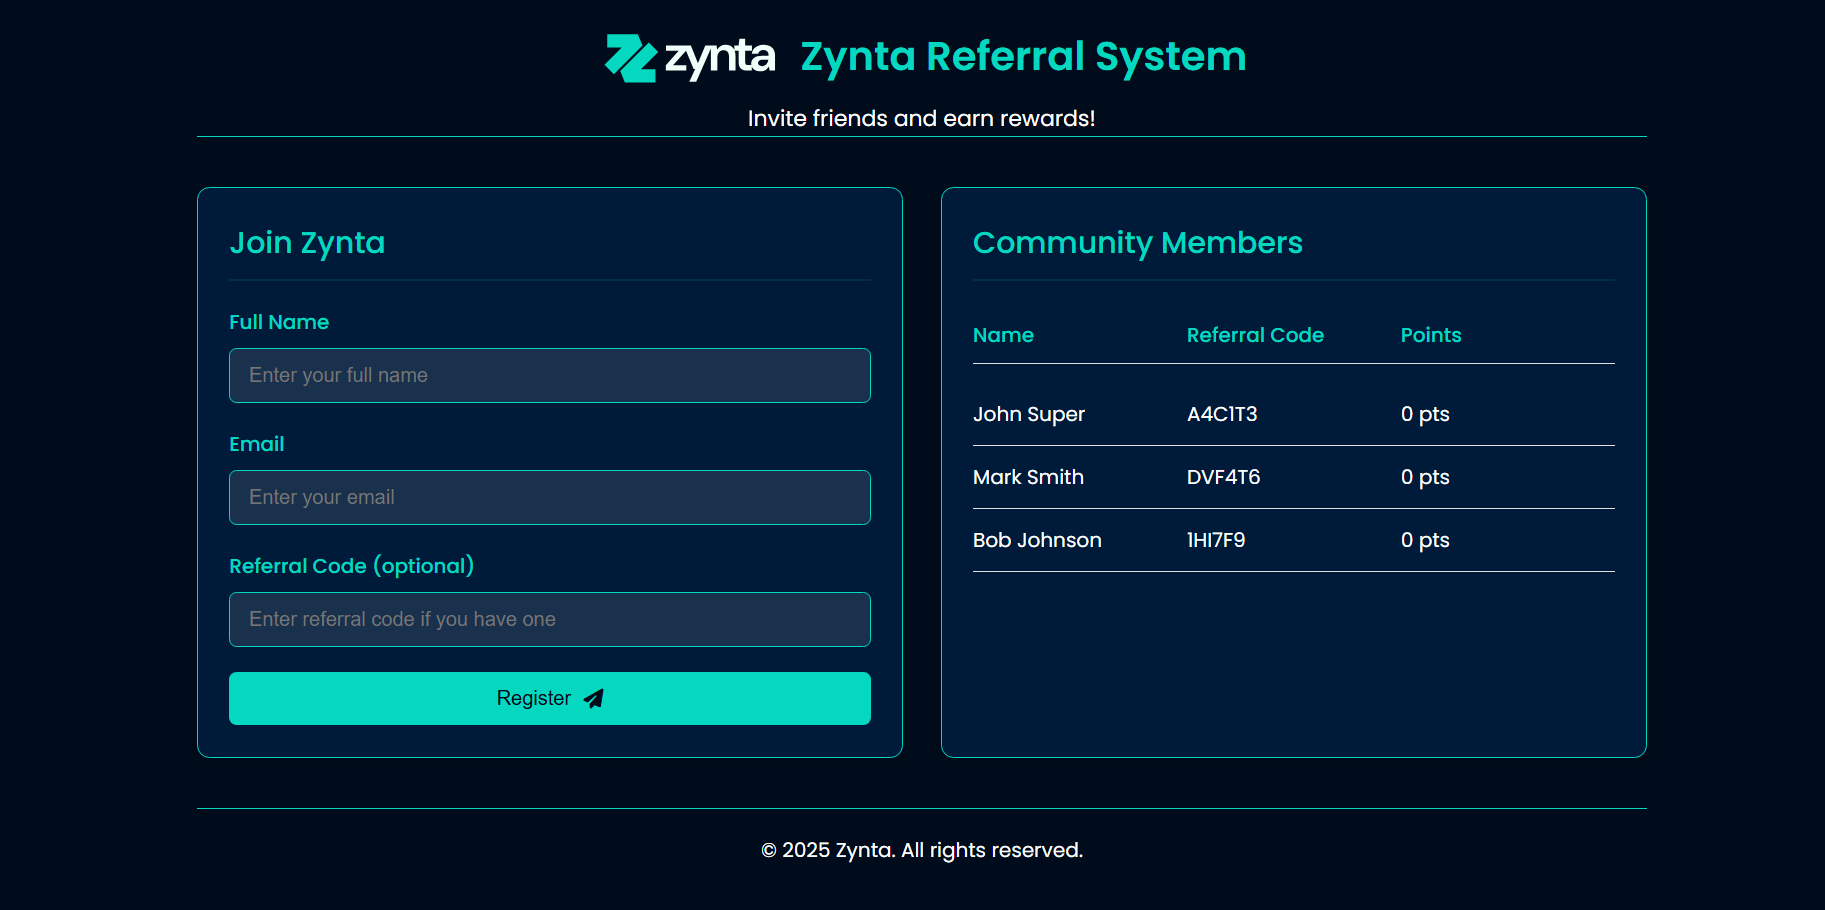 zynta Zynta Referral System
Invite friends and earn rewards!
Join Zynta
Full Name
Enter your full name
Email
Enter your email
Referral Code (optional)
Enter referral code if you have one
Register
Community Members
Name Referral Code Points
John Super A4C1T3 0 pts
Mark Smith DVF4T6 0 pts
Bob Johnson 1HI7F9 0 pts
© 2025 Zynta. All rights reserved.